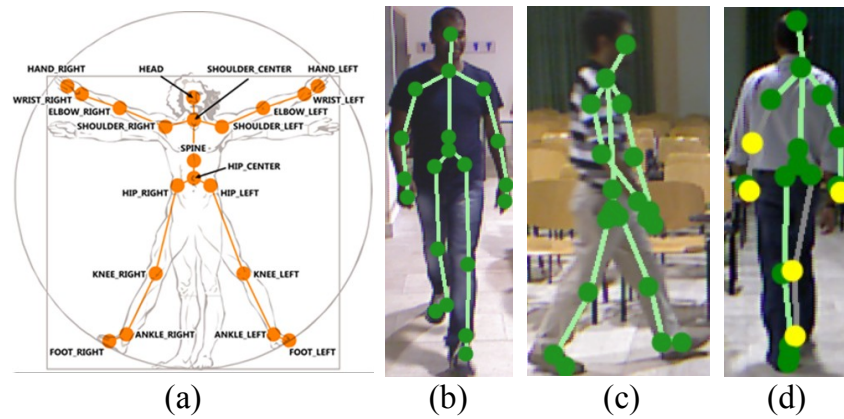 HEAD SHOULDER_CENTER
HAND_RIGHT HAND_LEFT
WRIST_RIGHT WRIST_LEFT
ELBOW_RIGHT ELBOW_LEFT
SHOULDER_RIGHT SHOULDER_LEFT
SPINE
HIP_CENTER
HIP_RIGHT HIP_LEFT
KNEE_RIGHT KNEE_LEFT
ANKLE_RIGHT ANKLE_LEFT
FOOT_RIGHT FOOT_LEFT
(a) (b) (c) (d)